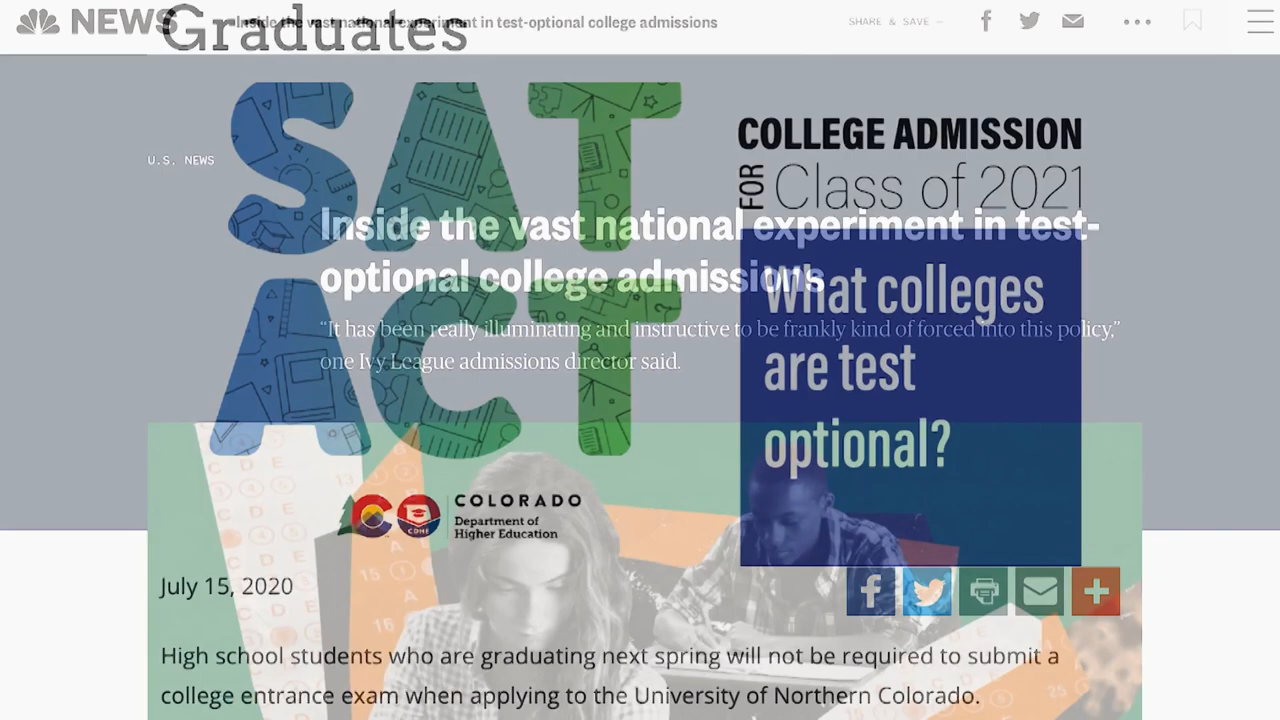 NEWS
Graduates
Inside the vast national experiment in test-optional college admissions
SHARE & SAVE —
SAT
ACT
COLLEGE ADMISSION
FOR Class of 2021
U.S. NEWS
Inside the vast national experiment in test-
optional college admissions
“It has been really illuminating and instructive to be frankly kind of forced into this policy,”
one Ivy League admissions director said.
What colleges
are test
optional?
CDHE
COLORADO
Department of
Higher Education
July 15, 2020
High school students who are graduating next spring will not be required to submit a
college entrance exam when applying to the University of Northern Colorado.